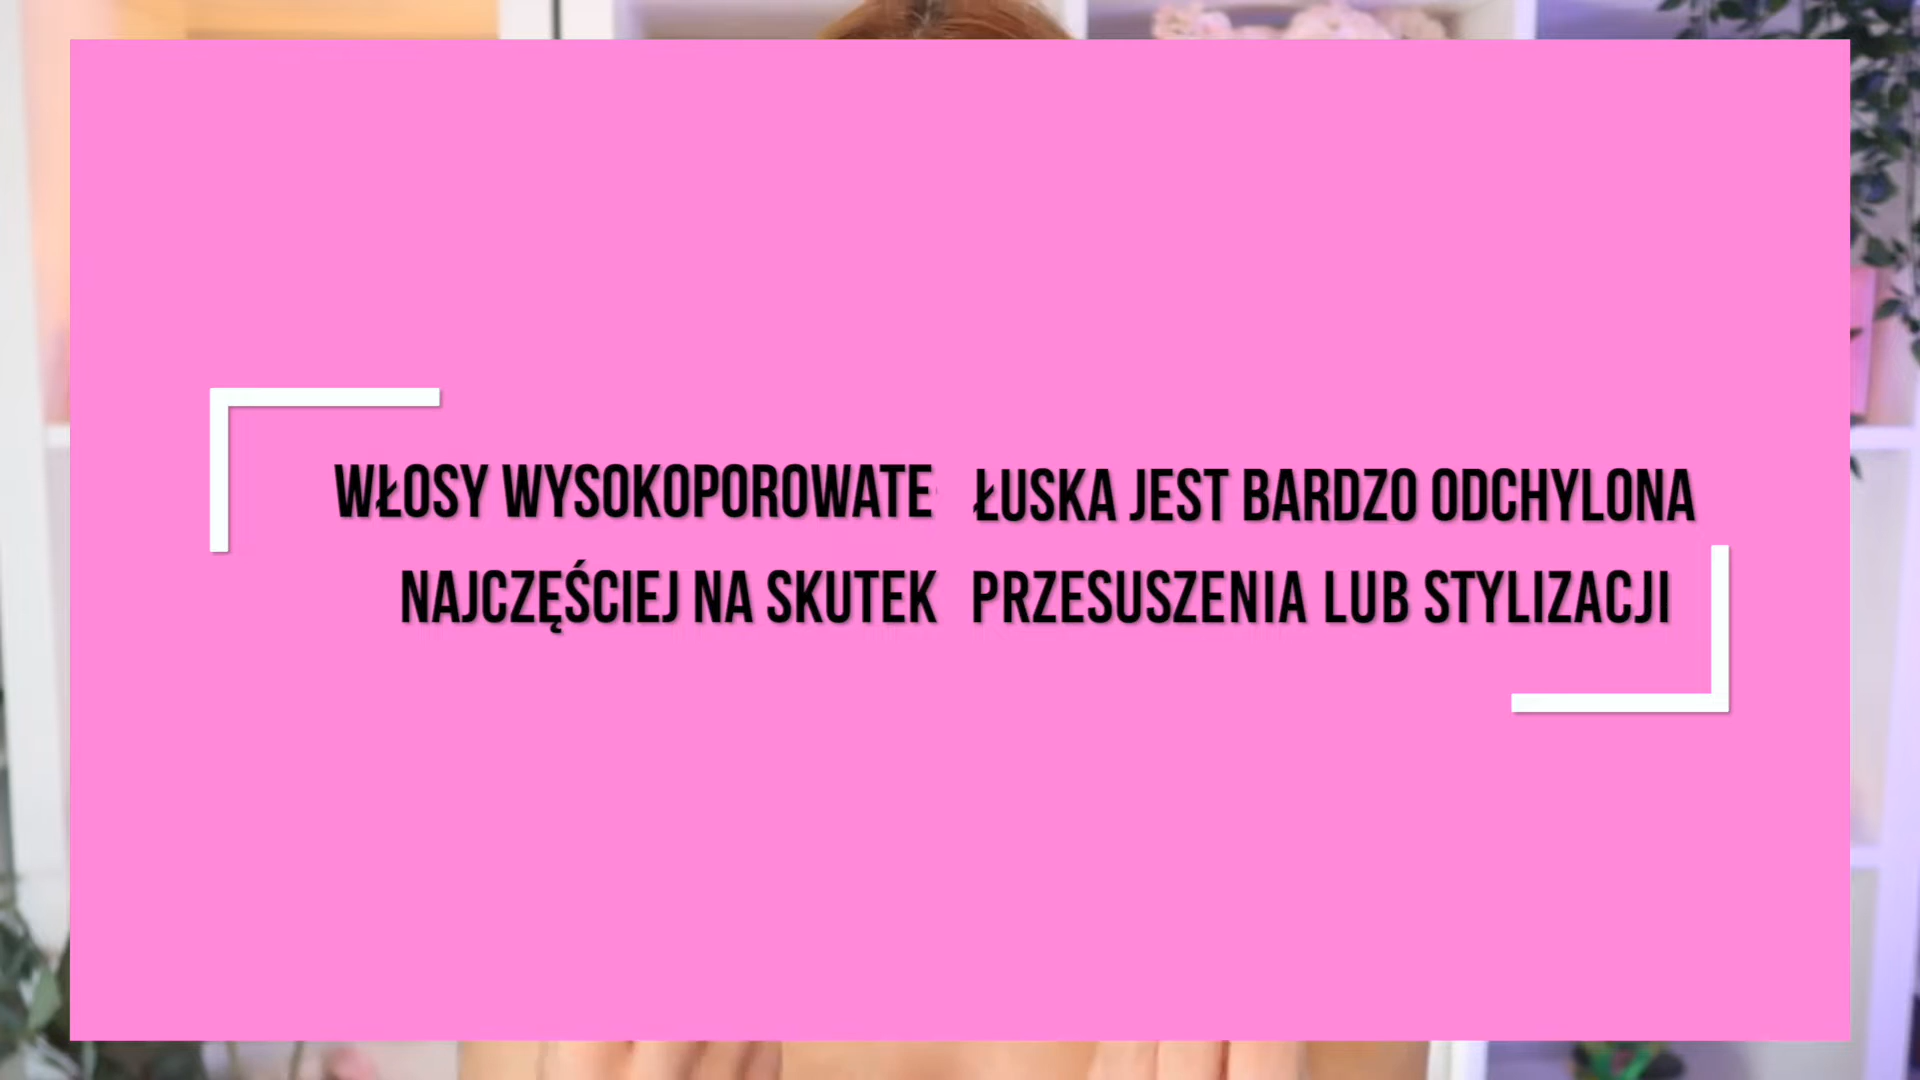 WŁOSY WYSOKOPOROWATE ŁUSKA JEST BARDZO ODCHYLONA
NAJCZĘŚCIEJ NA SKUTEK PRZESUSZENIA LUB STYLIZACJI